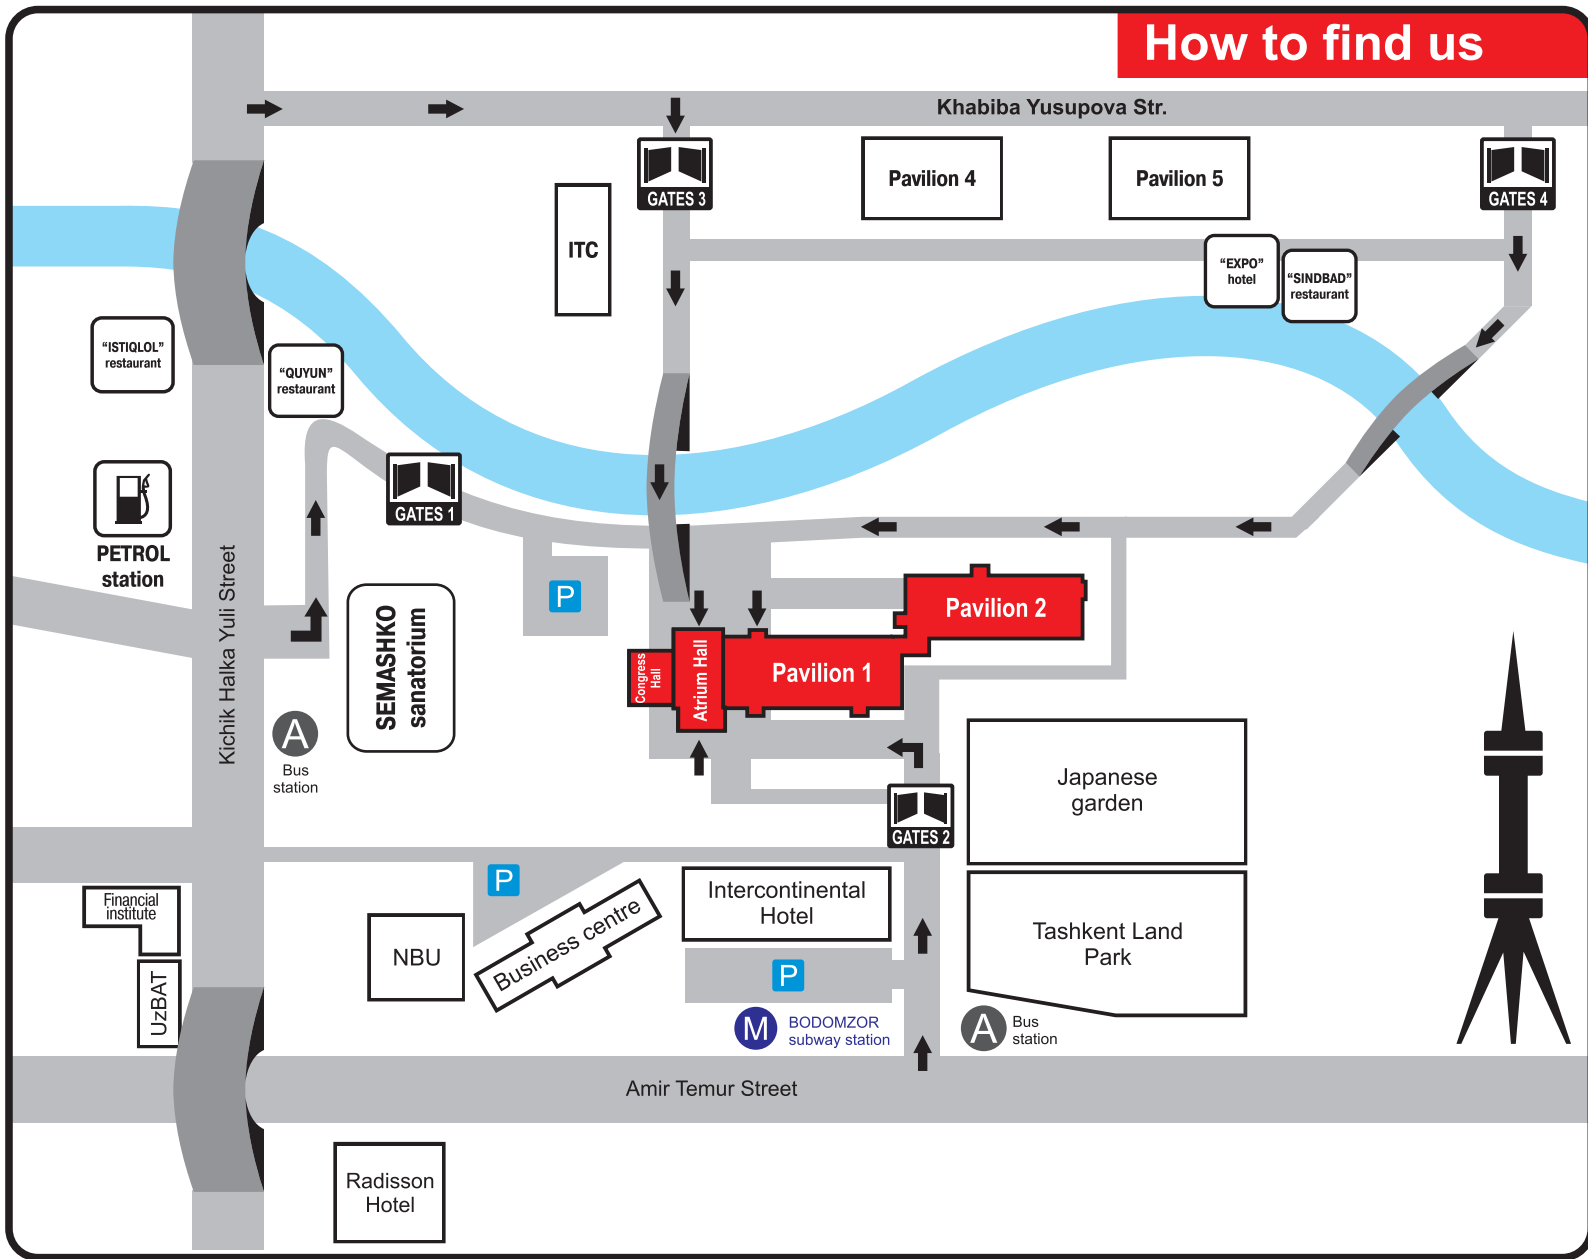 How to find us
Khabiba Yusupova Str.
GATES 3
Pavilion 4
Pavilion 5
GATES 4
ITC
"EXPO"
hotel
"SINDBAD"
restaurant
"ISTIQLOL"
restaurant
"QUYUN"
restaurant
GATES 1
PETROL
station
Kichik Halka Yuli Street
P
SEMASHKO
sanatorium
Congress
Hall
Atrium Hall
Pavilion 1
Pavilion 2
A
Bus
station
Japanese
garden
GATES 2
P
Financial
institute
UzBAT
NBU
Business centre
Intercontinental
Hotel
P
Tashkent Land
Park
M
BODOMZOR
subway station
A
Bus
station
Amir Temur Street
Radisson
Hotel